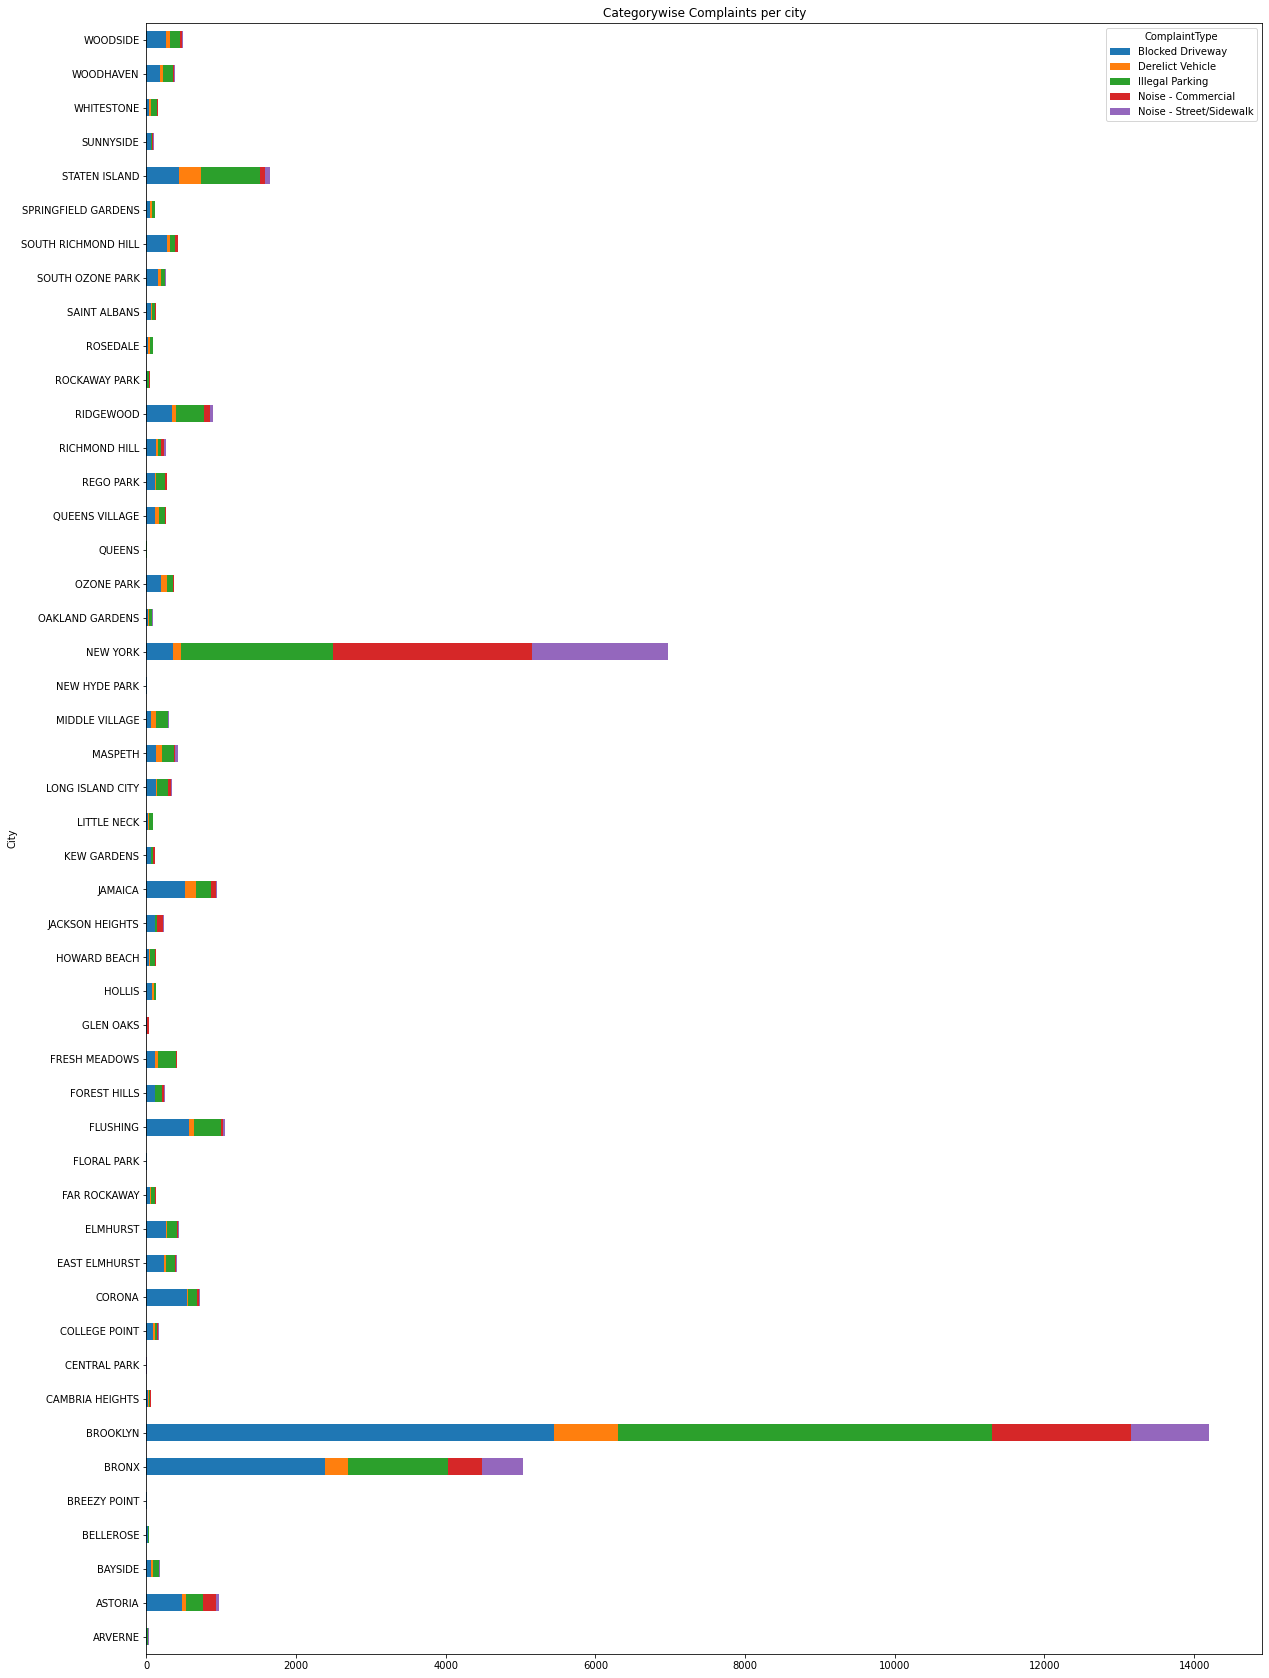 Categorywise Complaints per city
ComplaintType
Blocked Driveway
Derelict Vehicle
Illegal Parking
Noise - Commercial
Noise - Street/Sidewalk
WOODSIDE
WOODHAVEN
WHITESTONE
SUNNYSIDE
STATEN ISLAND
SPRINGFIELD GARDENS
SOUTH RICHMOND HILL
SOUTH OZONE PARK
SAINT ALBANS
ROSEDALE
ROCKAWAY PARK
RIDGEWOOD
RICHMOND HILL
REGO PARK
QUEENS VILLAGE
QUEENS
OZONE PARK
OAKLAND GARDENS
NEW YORK
NEW HYDE PARK
MIDDLE VILLAGE
MASPETH
LONG ISLAND CITY
LITTLE NECK
KEW GARDENS
JAMAICA
JACKSON HEIGHTS
HOWARD BEACH
HOLLIS
GLEN OAKS
FRESH MEADOWS
FOREST HILLS
FLUSHING
FLORAL PARK
FAR ROCKAWAY
ELMHURST
EAST ELMHURST
CORONA
COLLEGE POINT
CENTRAL PARK
CAMBRIA HEIGHTS
BROOKLYN
BRONX
BREEZY POINT
BELLEROSE
BAYSIDE
ASTORIA
ARVERNE
City
0 2000 4000 6000 8000 10000 12000 14000